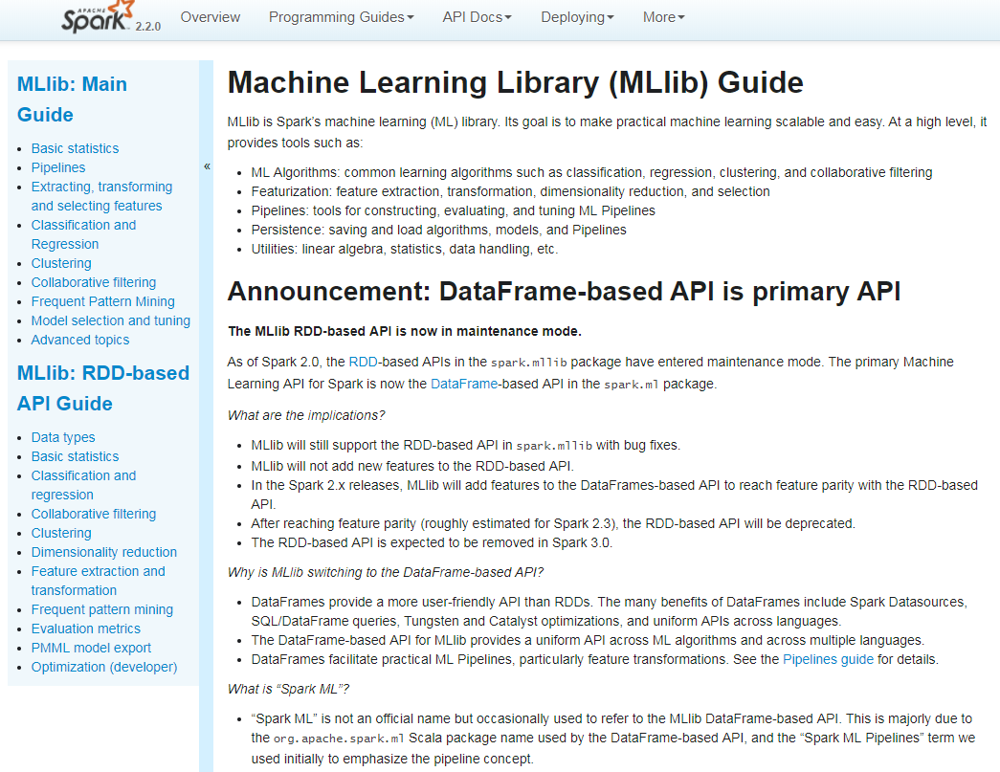 APACHE
Spark 2.2.0 Overview Programming Guides API Docs Deploying More
MLlib: Main
Guide
Basic statistics
Pipelines
Extracting, transforming
and selecting features
Classification and
Regression
Clustering
Collaborative filtering
Frequent Pattern Mining
Model selection and tuning
Advanced topics
MLlib: RDD-based
API Guide
Data types
Basic statistics
Classification and
regression
Collaborative filtering
Clustering
Dimensionality reduction
Feature extraction and
transformation
Frequent pattern mining
Evaluation metrics
PMML model export
Optimization (developer)
«
Machine Learning Library (MLlib) Guide
MLlib is Spark’s machine learning (ML) library. Its goal is to make practical machine learning scalable and easy. At a high level, it
provides tools such as:
ML Algorithms: common learning algorithms such as classification, regression, clustering, and collaborative filtering
Featurization: feature extraction, transformation, dimensionality reduction, and selection
Pipelines: tools for constructing, evaluating, and tuning ML Pipelines
Persistence: saving and load algorithms, models, and Pipelines
Utilities: linear algebra, statistics, data handling, etc.
Announcement: DataFrame-based API is primary API
The MLlib RDD-based API is now in maintenance mode.
As of Spark 2.0, the RDD-based APIs in the spark.mllib package have entered maintenance mode. The primary Machine
Learning API for Spark is now the DataFrame-based API in the spark.ml package.
What are the implications?
MLlib will still support the RDD-based API in spark.mllib with bug fixes.
MLlib will not add new features to the RDD-based API.
In the Spark 2.x releases, MLlib will add features to the DataFrames-based API to reach feature parity with the RDD-based
API.
After reaching feature parity (roughly estimated for Spark 2.3), the RDD-based API will be deprecated.
The RDD-based API is expected to be removed in Spark 3.0.
Why is MLlib switching to the DataFrame-based API?
DataFrames provide a more user-friendly API than RDDs. The many benefits of DataFrames include Spark Datasources,
SQL/DataFrame queries, Tungsten and Catalyst optimizations, and uniform APIs across languages.
The DataFrame-based API for MLlib provides a uniform API across ML algorithms and across multiple languages.
DataFrames facilitate practical ML Pipelines, particularly feature transformations. See the Pipelines guide for details.
What is “Spark ML”?
“Spark ML” is not an official name but occasionally used to refer to the MLlib DataFrame-based API. This is majorly due to
the org.apache.spark.ml Scala package name used by the DataFrame-based API, and the “Spark ML Pipelines” term we
used initially to emphasize the pipeline concept.